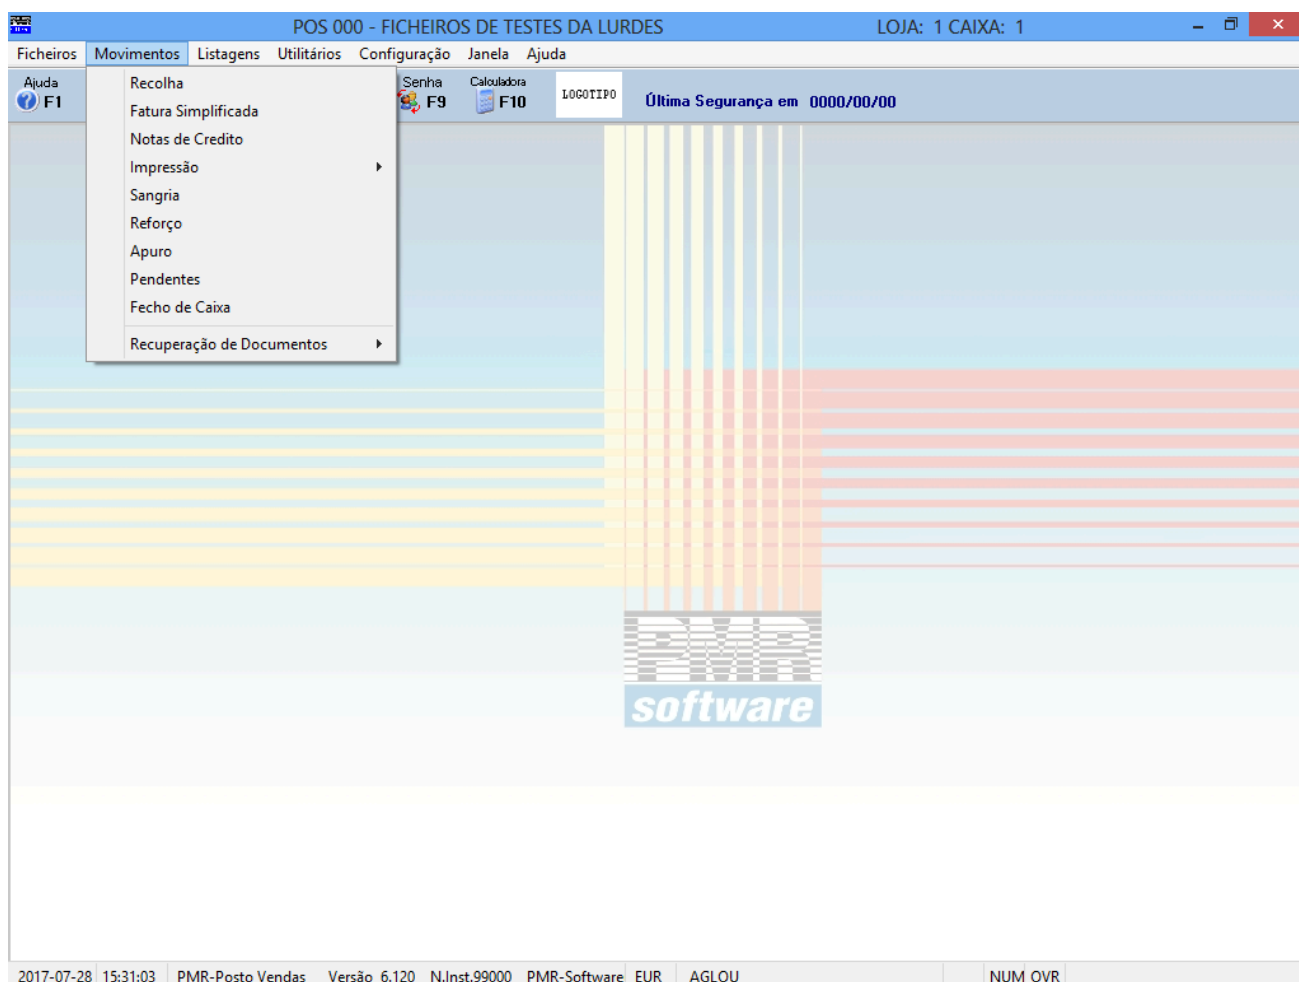 POS 000 - FICHEIROS DE TESTES DA LURDES LOJA: 1 CAIXA: 1
Ficheiros Movimentos Listagens Utilitários Configuração Janela Ajuda
Ajuda F1
Senha F9
Calculadora F10
LOGOTIPO
Última Segurança em 0000/00/00
Recolha
Fatura Simplificada
Notas de Credito
Impressão
Sangria
Reforço
Apuro
Pendentes
Fecho de Caixa
Recuperação de Documentos
PMR
software
2017-07-28 15:31:03 PMR-Posto Vendas Versão 6.120 N.Inst.99000 PMR-Software EUR AGLOU NUM OVR